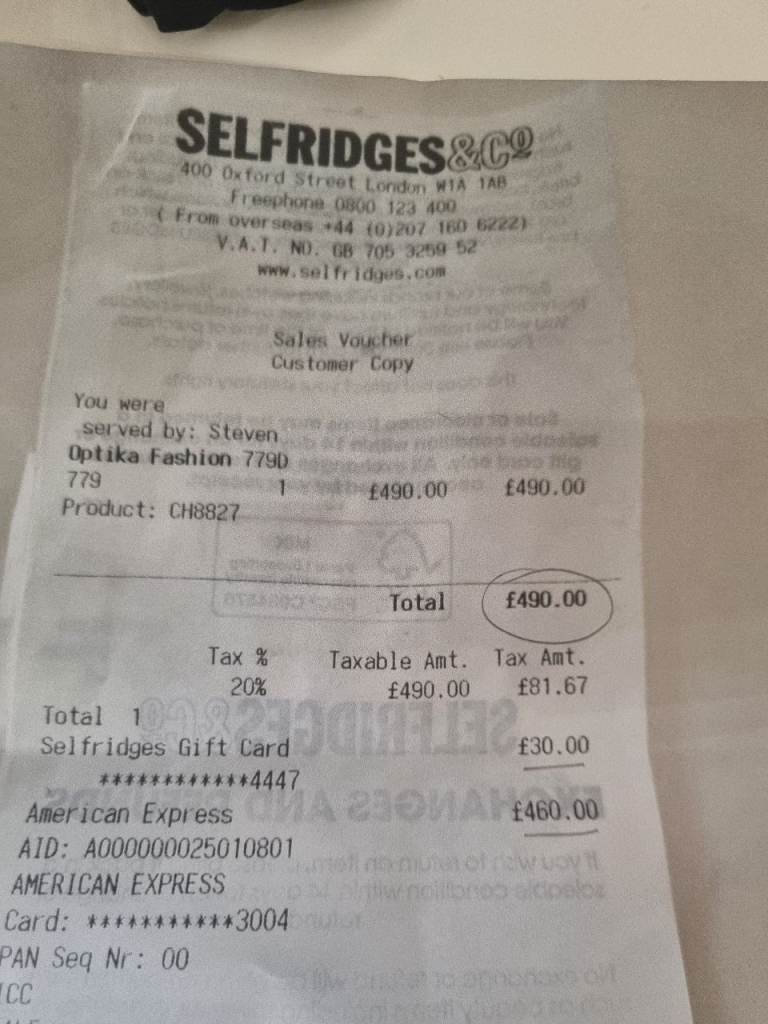 SELFRIDGES&Cº
400 Oxford Street London W1A 1AB
Freephone 0800 123 400
( From overseas +44 (0)207 160 6222)
V.A.T. NO. GB 705 3259 52
www.selfridges.com
Sales Voucher
Customer Copy
You were
served by: Steven
Optika Fashion 779D
779 1 £490.00 £490.00
Product: CH8827
Total £490.00
Tax % Taxable Amt. Tax Amt.
20% £490.00 £81.67
Total 1
Selfridges Gift Card £30.00
************4447
American Express £460.00
AID: A000000025010801
AMERICAN EXPRESS
Card: ***********3004
PAN Seq Nr: 00
ICC